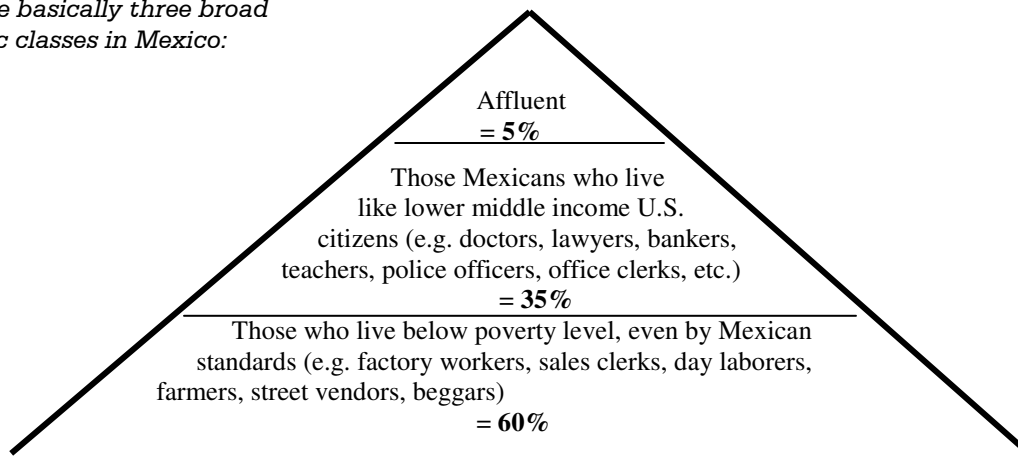 basically three broad
classes in Mexico:
Affluent
= 5%
Those Mexicans who live
like lower middle income U.S.
citizens (e.g. doctors, lawyers, bankers,
teachers, police officers, office clerks, etc.)
= 35%
Those who live below poverty level, even by Mexican
standards (e.g. factory workers, sales clerks, day laborers,
farmers, street vendors, beggars)
= 60%